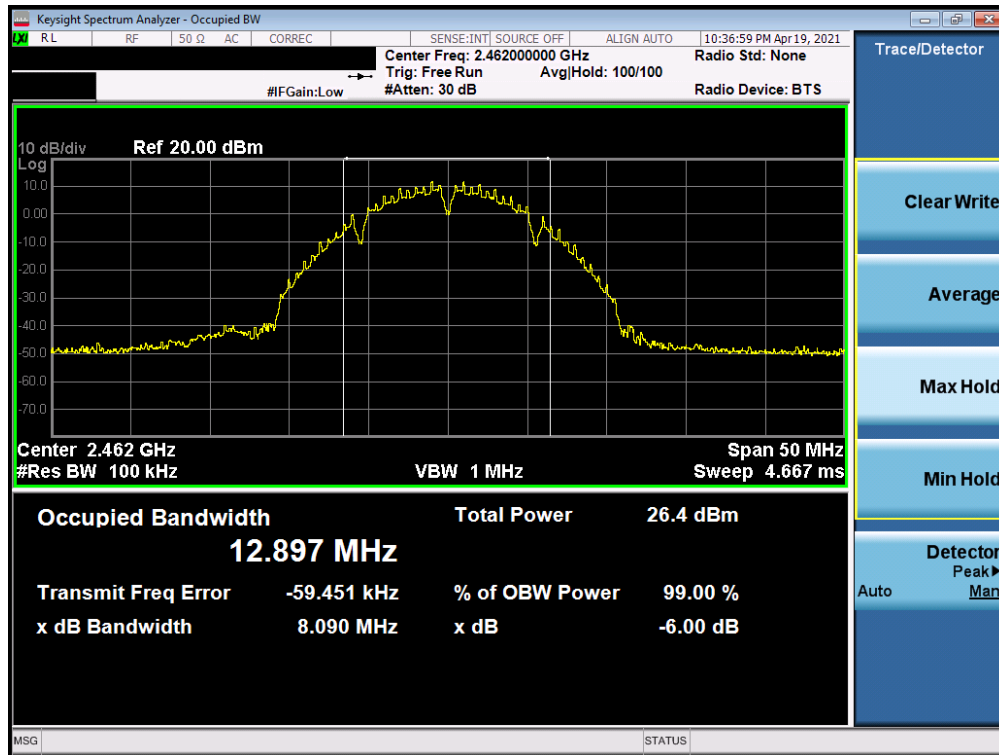 Keysight Spectrum Analyzer - Occupied BW
LXI RL RF 50 Ω AC CORREC SENSE:INT SOURCE OFF ALIGN AUTO 10:36:59 PM Apr 19, 2021
Center Freq: 2.462000000 GHz Radio Std: None
Trig: Free Run Avg|Hold: 100/100
#IFGain:Low #Atten: 30 dB Radio Device: BTS
10 dB/div Ref 20.00 dBm
Log
10.0
0.00
-10.0
-20.0
-30.0
-40.0
-50.0
-60.0
-70.0
Center 2.462 GHz Span 50 MHz
#Res BW 100 kHz VBW 1 MHz Sweep 4.667 ms
Occupied Bandwidth Total Power 26.4 dBm
12.897 MHz
Transmit Freq Error -59.451 kHz % of OBW Power 99.00 %
x dB Bandwidth 8.090 MHz x dB -6.00 dB
MSG STATUS
Trace/Detector
Clear Write
Average
Max Hold
Min Hold
Detector
Peak▶
Auto Man